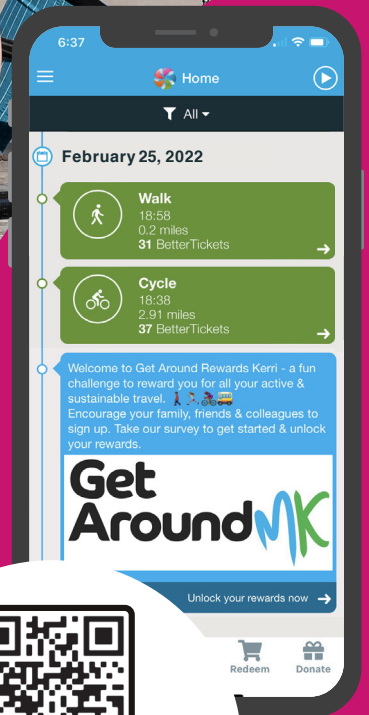 6:37
Home
All
February 25, 2022
Walk
18:58
0.2 miles
31 BetterTickets
Cycle
18:38
2.91 miles
37 BetterTickets
Welcome to Get Around Rewards Kerri - a fun
challenge to reward you for all your active &
sustainable travel.
Encourage your family, friends & colleagues to
sign up. Take our survey to get started & unlock
your rewards.
Get
AroundMK
Unlock your rewards now
Redeem
Donate